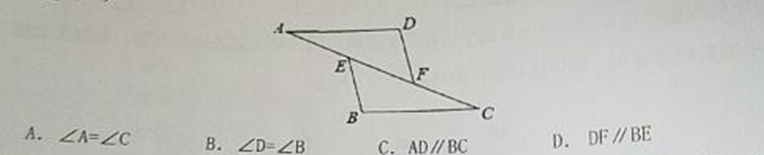 A
D
E
F
B
C
A. ∠A=∠C B. ∠D=∠B C. AD∥BC D. DF∥BE